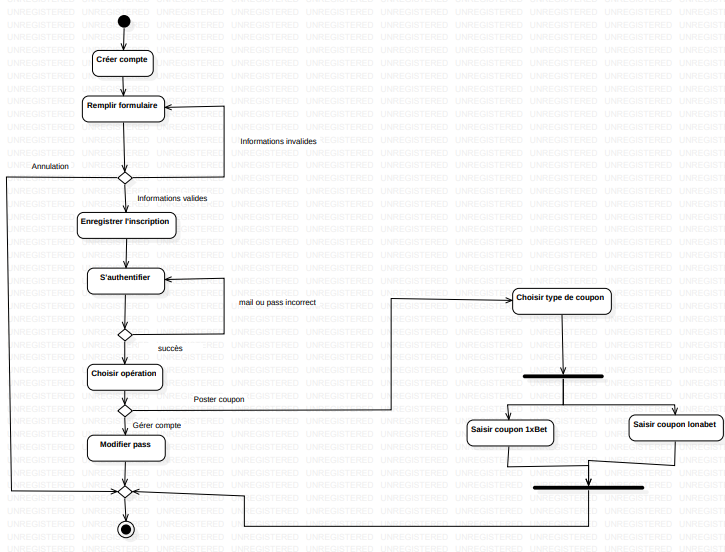 Créer compte
Remplir formulaire
Informations invalides
Annulation
Informations valides
Enregistrer l'inscription
S'authentifier
mail ou pass incorrect
Choisir type de coupon
succès
Choisir opération
Poster coupon
Gérer compte
Saisir coupon 1xBet
Saisir coupon lonabet
Modifier pass
UNREGISTERED